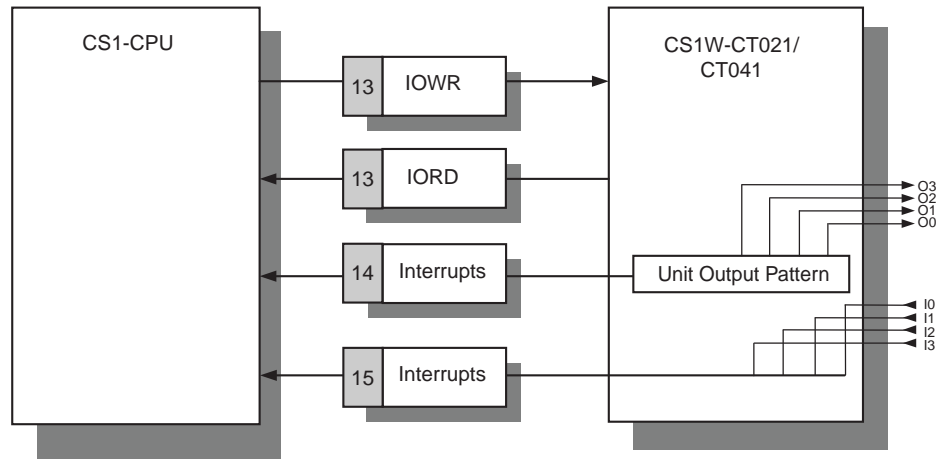 CS1-CPU
CS1W-CT021/
CT041
13 IOWR
13 IORD
O3
O2
O1
O0
14 Interrupts
Unit Output Pattern
I0
I1
I2
I3
15 Interrupts